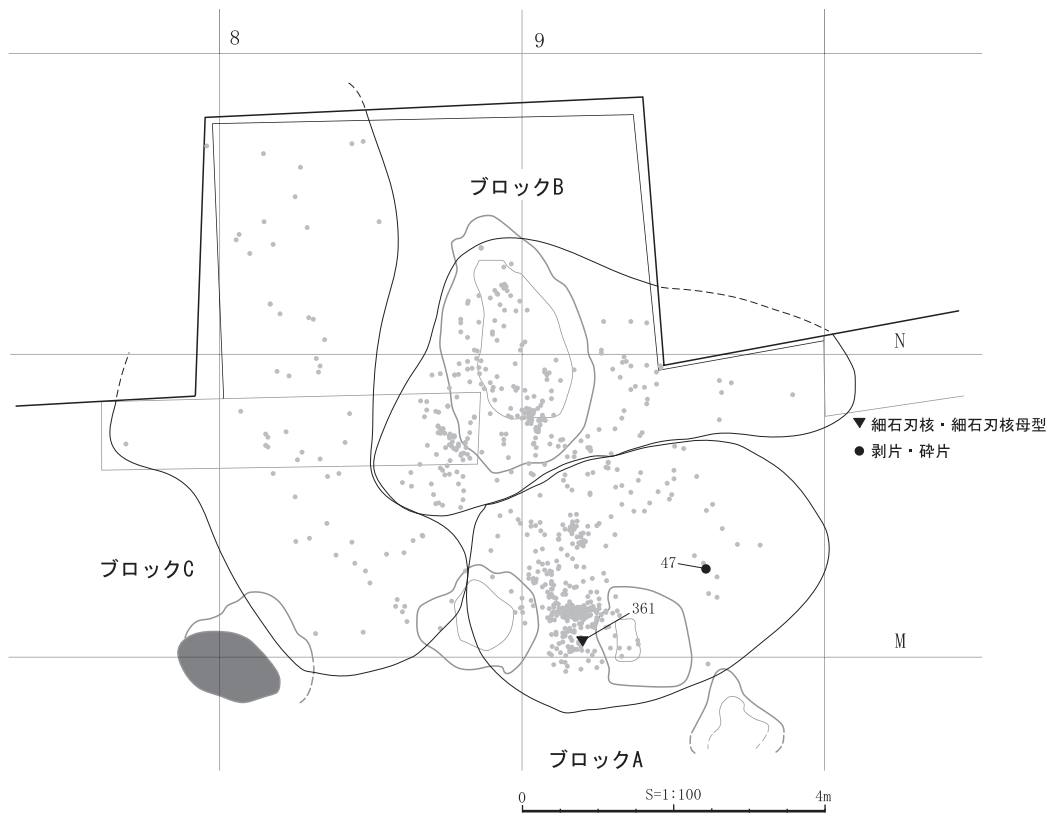 8
9
ブロックB
N
▼ 細石刃核・細石刃核母型
● 剥片・砕片
ブロックC
47
361
M
ブロックA
S=1:100
0 4m